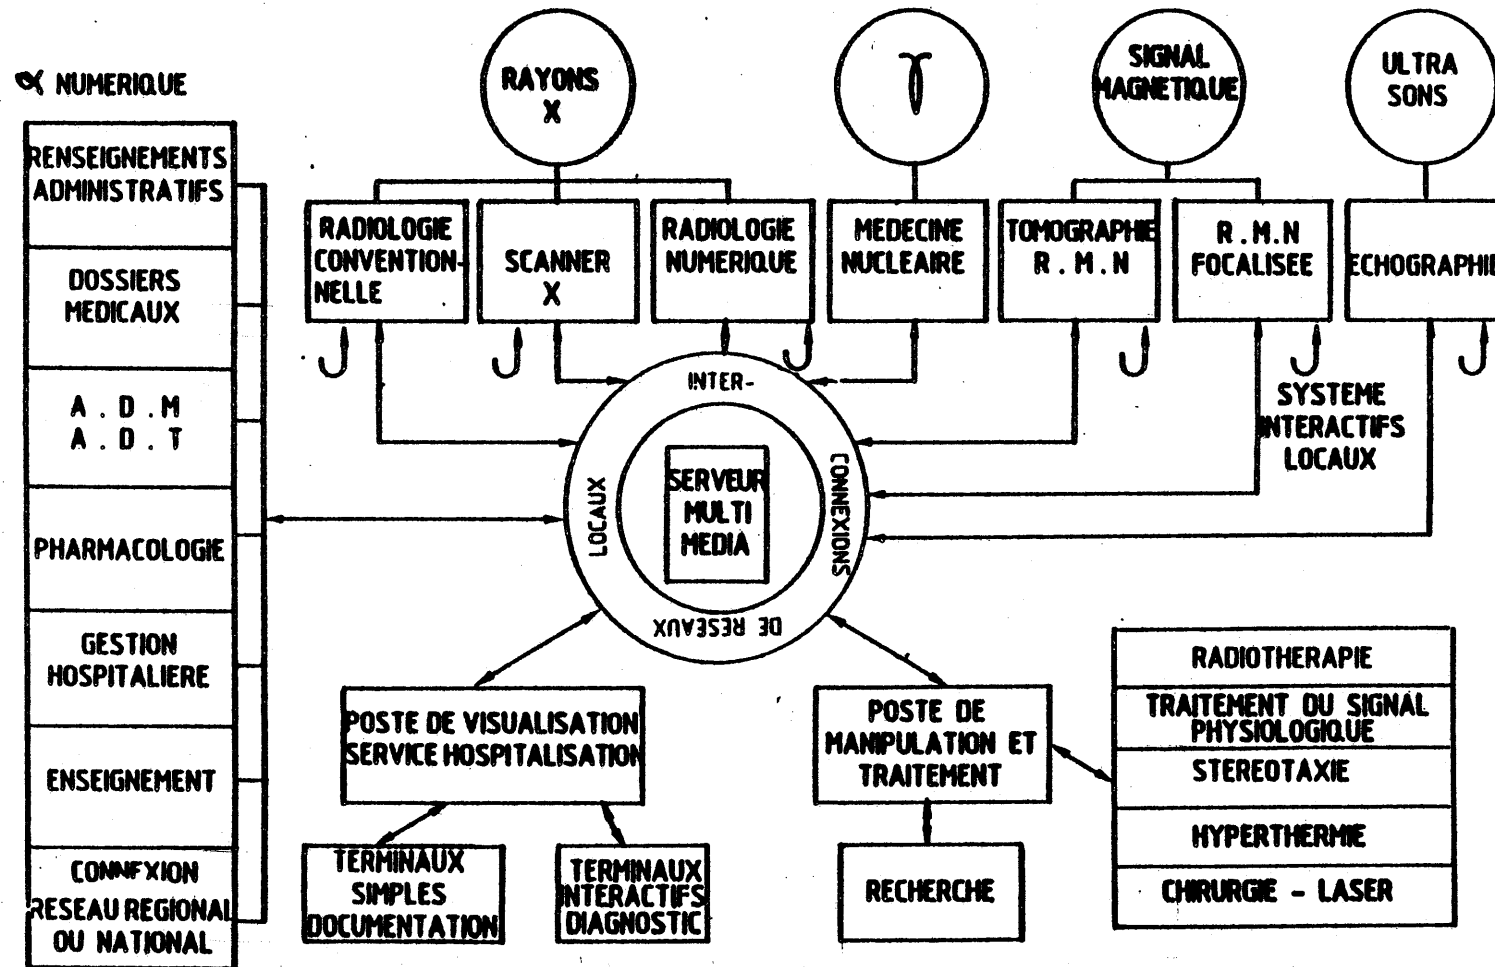 α NUMERIQUE
RENSEIGNEMENTS
ADMINISTRATIFS
DOSSIERS
MEDICAUX
A . D . M
A . D . T
PHARMACOLOGIE
GESTION
HOSPITALIERE
ENSEIGNEMENT
CONNEXION
RESEAU REGIONAL
OU NATIONAL
RAYONS
X
γ
SIGNAL
MAGNETIQUE
ULTRA
SONS
RADIOLOGIE
CONVENTION-
NELLE
SCANNER
X
RADIOLOGIE
NUMERIQUE
MEDECINE
NUCLEAIRE
TOMOGRAPHIE
R . M . N
R . M . N
FOCALISEE
ECHOGRAPHIE
SYSTEME
INTERACTIFS
LOCAUX
INTER-
CONNEXIONS
DE RESEAUX
LOCAUX
SERVEUR
MULTI
MEDIA
POSTE DE VISUALISATION
SERVICE HOSPITALISATION
TERMINAUX
SIMPLES
DOCUMENTATION
TERMINAUX
INTERACTIFS
DIAGNOSTIC
POSTE DE
MANIPULATION ET
TRAITEMENT
RECHERCHE
RADIOTHERAPIE
TRAITEMENT DU SIGNAL
PHYSIOLOGIQUE
STEREOTAXIE
HYPERTHERMIE
CHIRURGIE - LASER